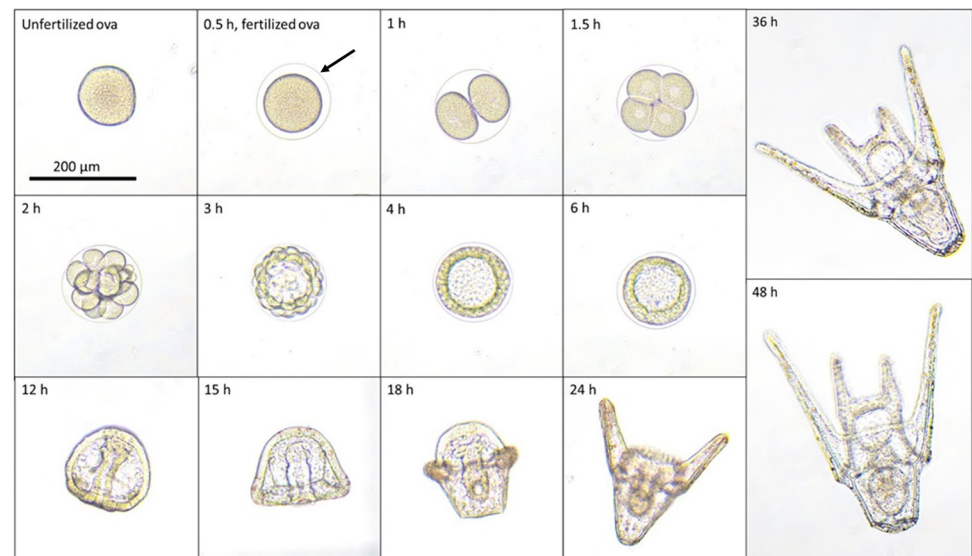 Unfertilized ova
0.5 h, fertilized ova
1 h
1.5 h
36 h
200 µm
2 h
3 h
4 h
6 h
48 h
12 h
15 h
18 h
24 h